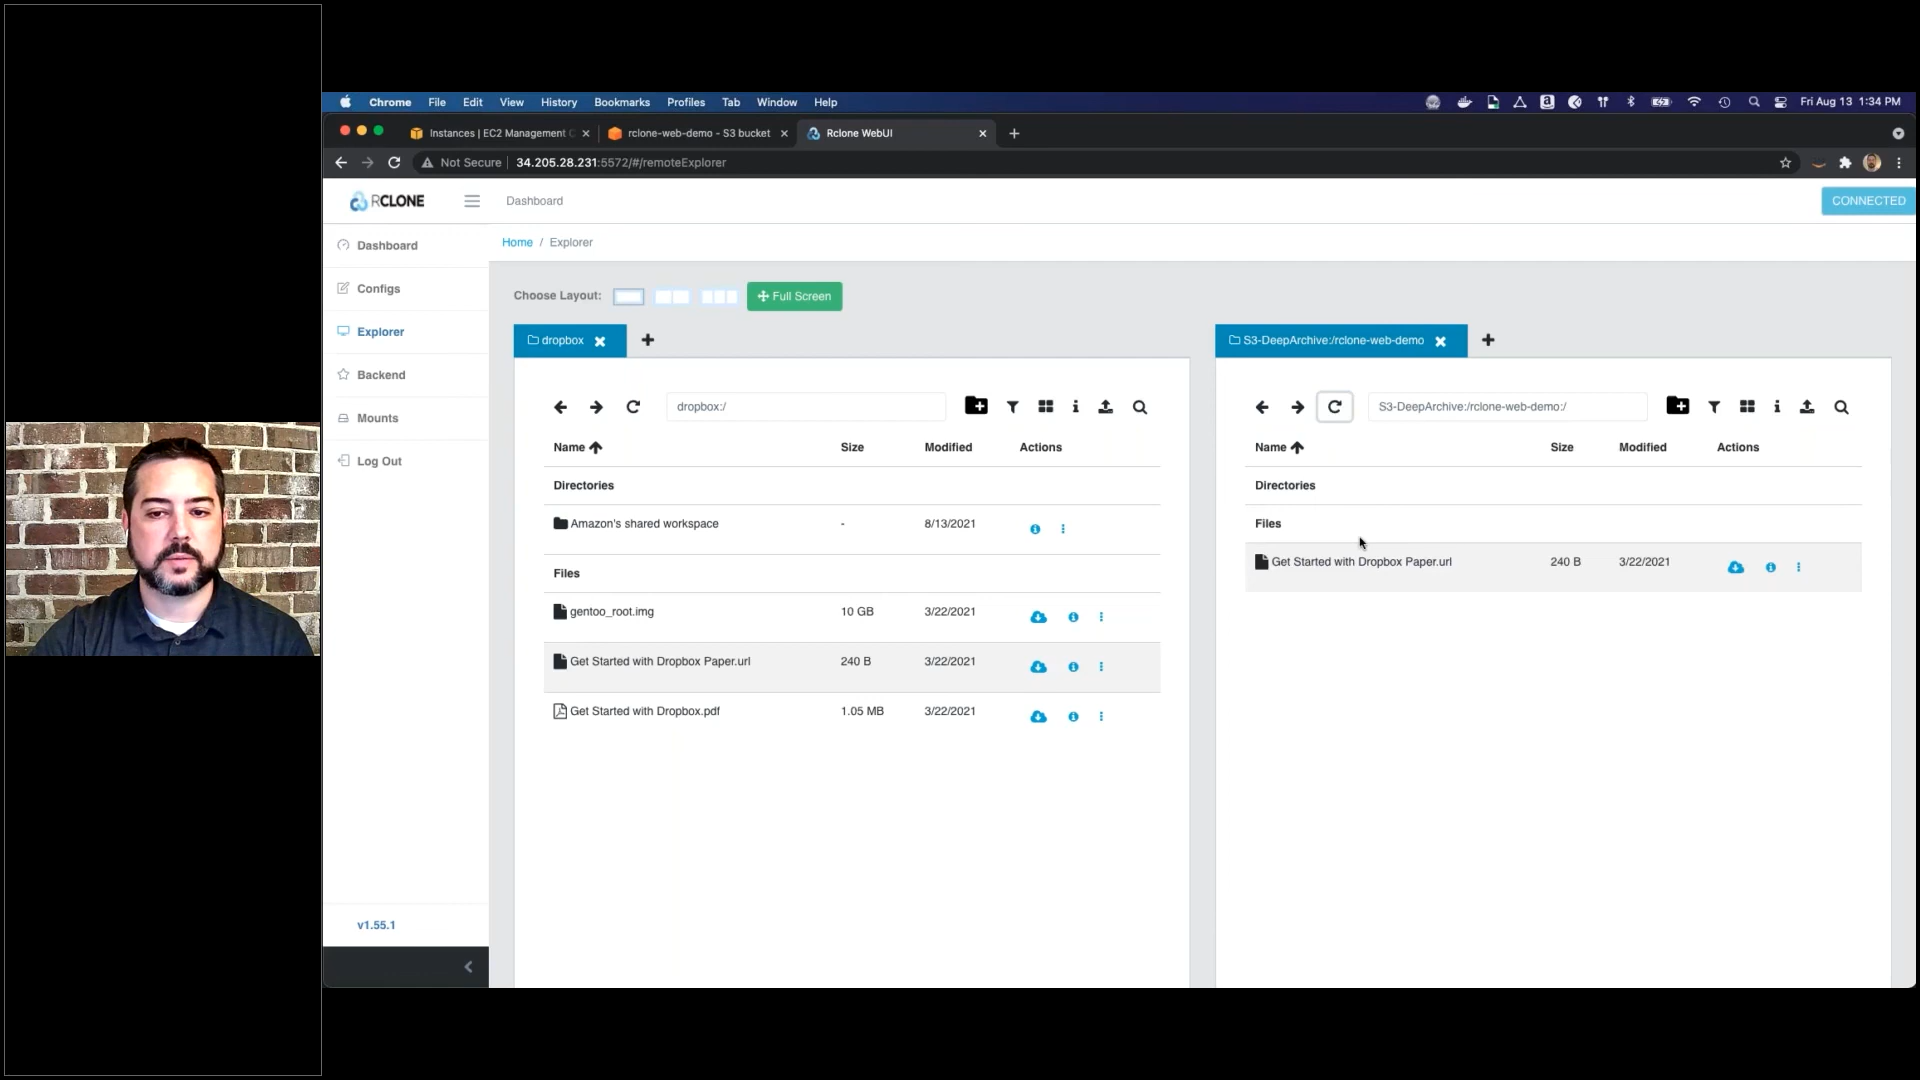 Chrome File Edit View History Bookmarks Profiles Tab Window Help Fri Aug 13 1:34 PM
Instances | EC2 Management C rclone-web-demo - S3 bucket Rclone WebUI
Not Secure 34.205.28.231:5572/#/remoteExplorer
RCLONE Dashboard CONNECTED
Dashboard
Configs
Explorer
Backend
Mounts
Log Out
v1.55.1
Home / Explorer
Choose Layout: Full Screen
dropbox
dropbox:/
Name Size Modified Actions
Directories
Amazon's shared workspace - 8/13/2021
Files
gentoo_root.img 10 GB 3/22/2021
Get Started with Dropbox Paper.url 240 B 3/22/2021
Get Started with Dropbox.pdf 1.05 MB 3/22/2021
S3-DeepArchive:/rclone-web-demo
S3-DeepArchive:/rclone-web-demo:/
Name Size Modified Actions
Directories
Files
Get Started with Dropbox Paper.url 240 B 3/22/2021